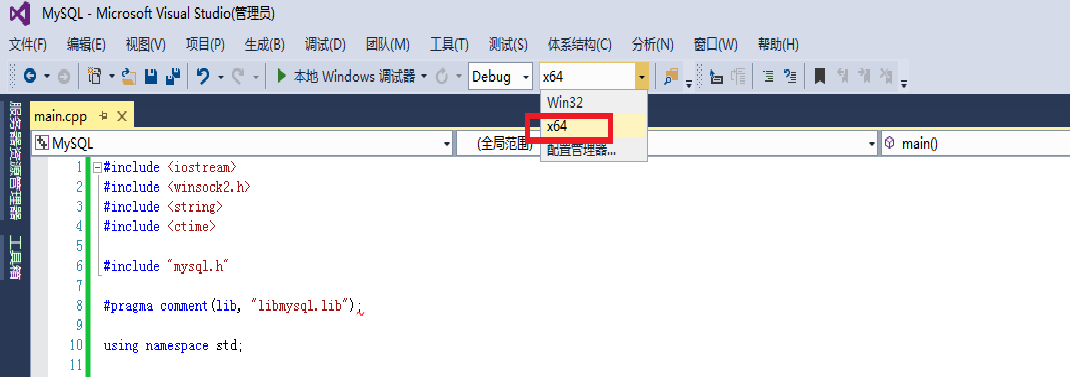 MySQL - Microsoft Visual Studio(管理员)
文件(F) 编辑(E) 视图(V) 项目(P) 生成(B) 调试(D) 团队(M) 工具(T) 测试(S) 体系结构(C) 分析(N) 窗口(W) 帮助(H)
本地 Windows 调试器 Debug x64
Win32
x64
配置管理器...
服务器资源管理器
工具箱
main.cpp
MySQL (全局范围) main()
1 #include <iostream>
2 #include <winsock2.h>
3 #include <string>
4 #include <ctime>
5
6 #include "mysql.h"
7
8 #pragma comment(lib, "libmysql.lib");
9
10 using namespace std;
11